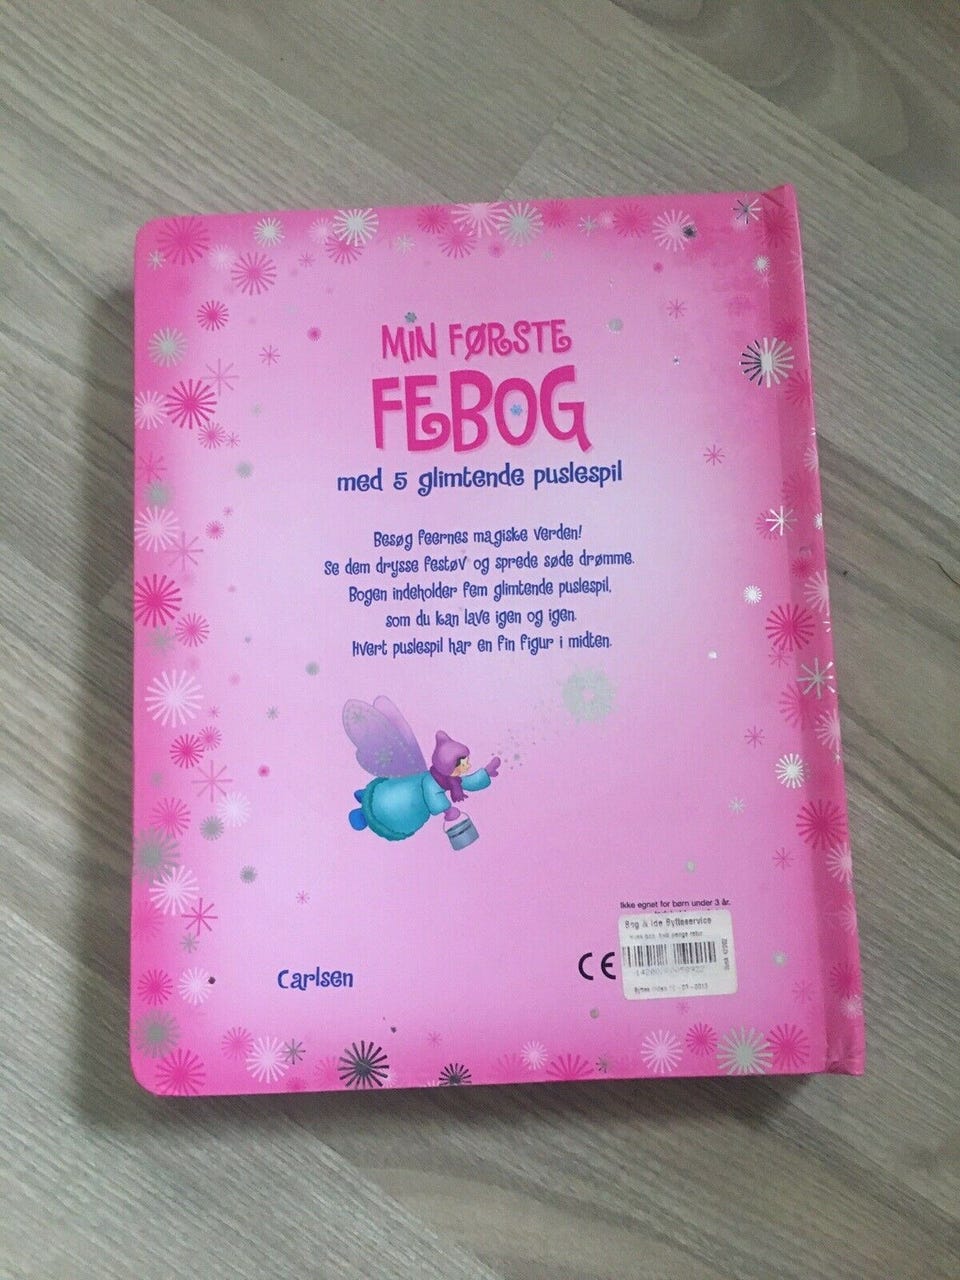 MIN FØRSTE
FEBOG
med 5 glimtende puslespil
Besøg feernes magiske verden!
Se dem drysse festøv og sprede søde drømme.
Bogen indeholder fem glimtende puslespil,
som du kan lave igen og igen.
Hvert puslespil har en fin figur i midten.
Ikke egnet for børn under 3 år.
Bog & ide Bytteservice
Carlsen
CE